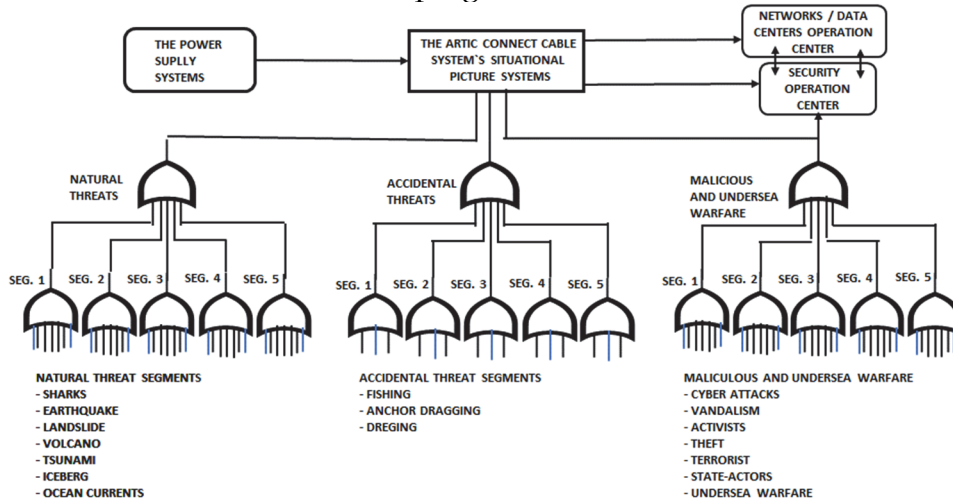 THE POWER
SUPLLY
SYSTEMS
THE ARTIC CONNECT CABLE
SYSTEM`S SITUATIONAL
PICTURE SYSTEMS
NETWORKS / DATA
CENTERS OPERATION
CENTER
SECURITY
OPERATION
CENTER
NATURAL
THREATS
ACCIDENTAL
THREATS
MALICIOUS
AND UNDERSEA
WARFARE
SEG. 1
SEG. 2
SEG. 3
SEG. 4
SEG. 5
SEG. 1
SEG. 2
SEG. 3
SEG. 4
SEG. 5
SEG. 1
SEG. 2
SEG. 3
SEG. 4
SEG. 5
NATURAL THREAT SEGMENTS
- SHARKS
- EARTHQUAKE
- LANDSLIDE
- VOLCANO
- TSUNAMI
- ICEBERG
- OCEAN CURRENTS
ACCIDENTAL THREAT SEGMENTS
- FISHING
- ANCHOR DRAGGING
- DREGING
MALICULOUS AND UNDERSEA WARFARE
- CYBER ATTACKS
- VANDALISM
- ACTIVISTS
- THEFT
- TERRORIST
- STATE-ACTORS
- UNDERSEA WARFARE